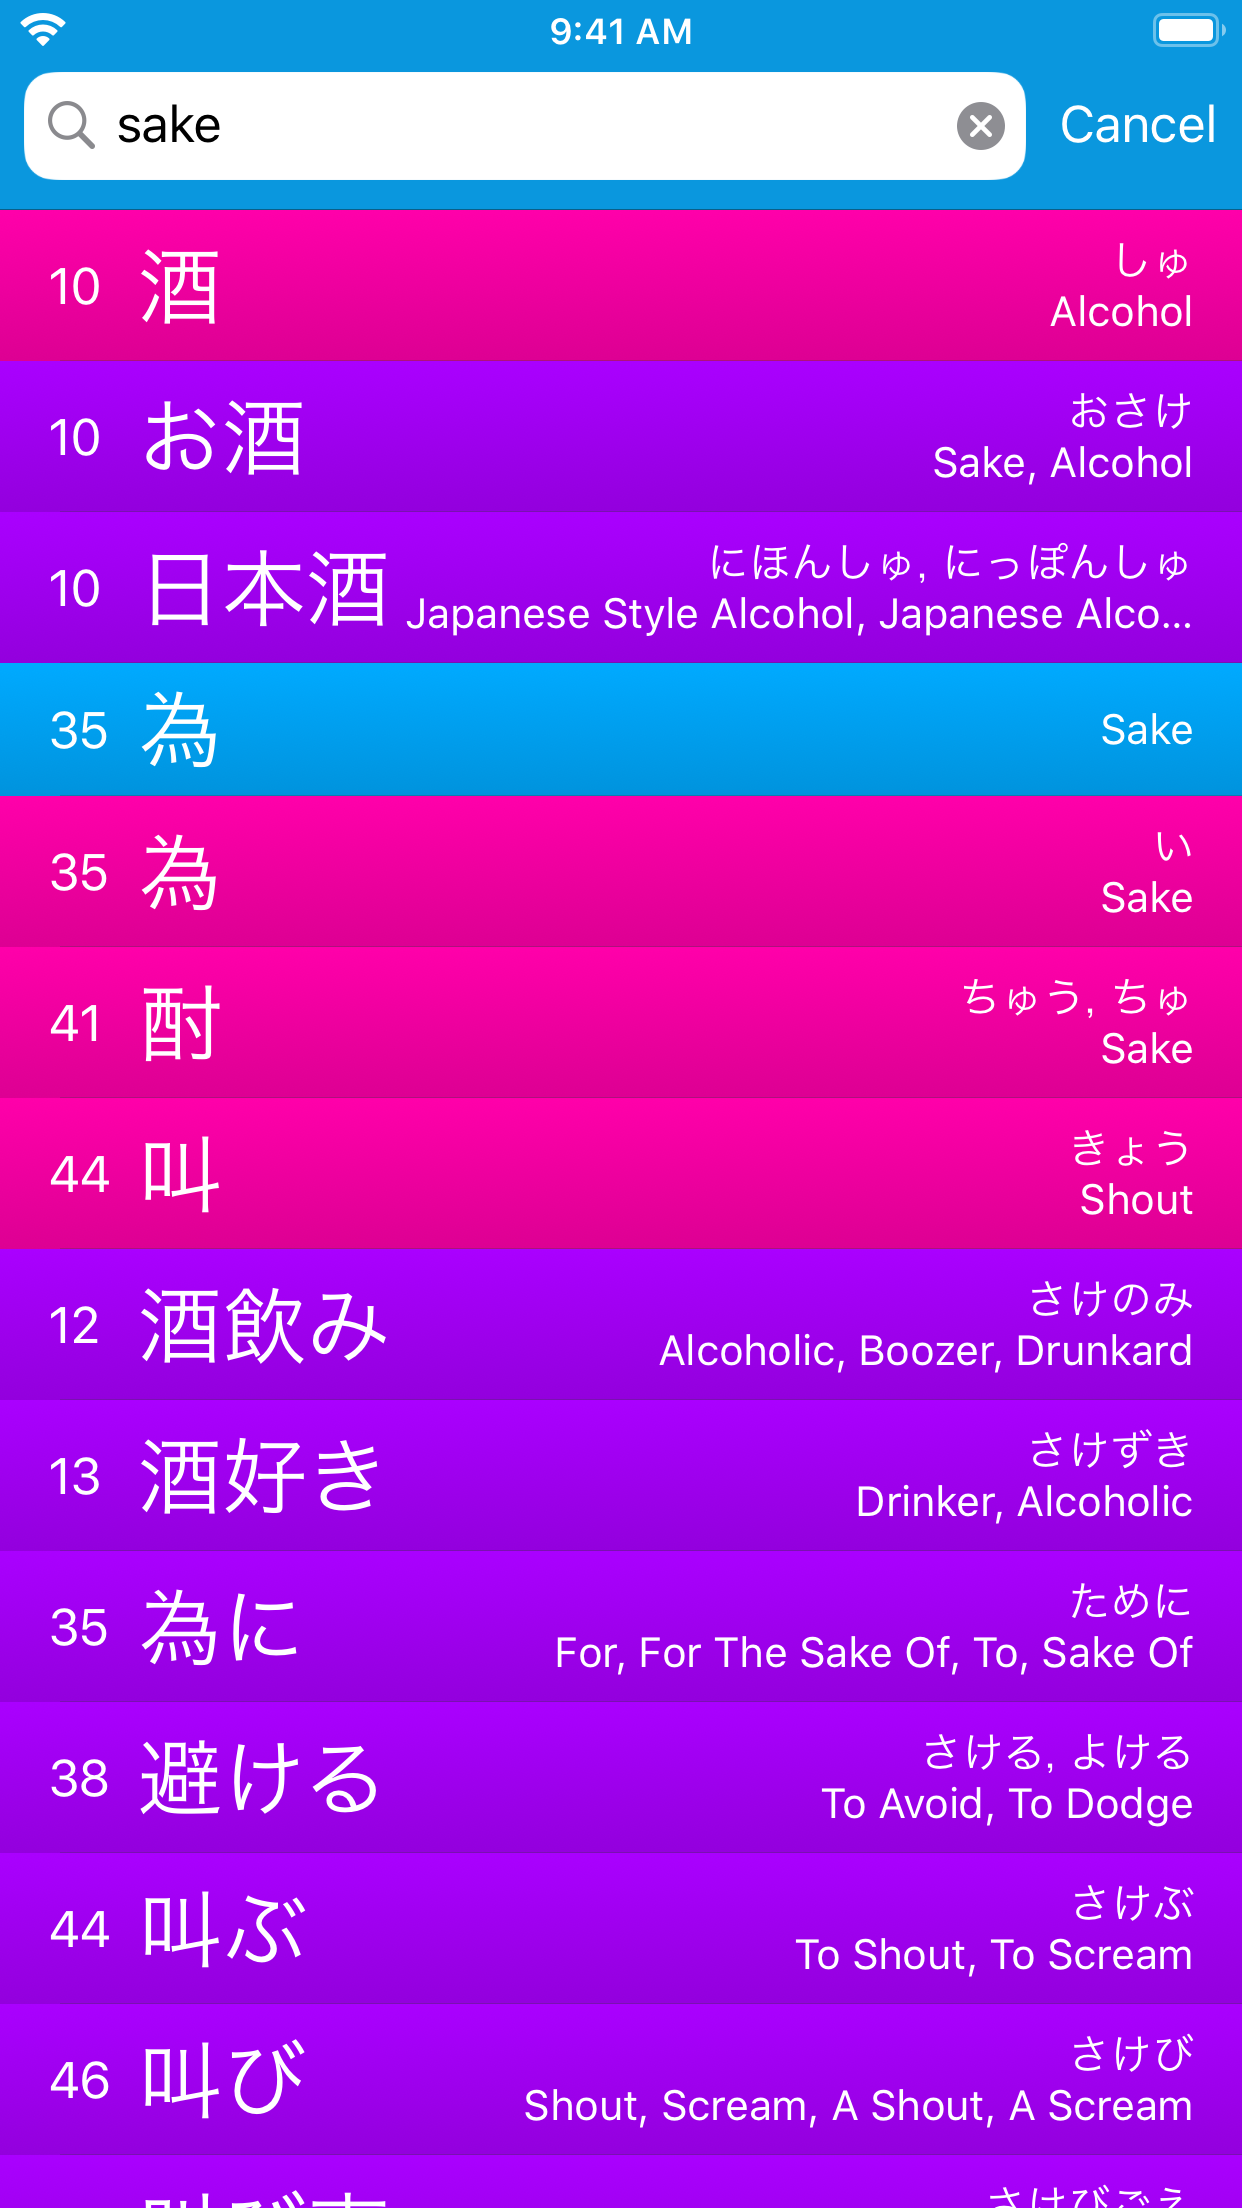 9:41 AM
sake
Cancel
10 酒 しゅ
Alcohol
10 お酒 おさけ
Sake, Alcohol
10 日本酒 にほんしゅ, にっぽんしゅ
Japanese Style Alcohol, Japanese Alco...
35 為 Sake
35 為 い
Sake
41 酎 ちゅう, ちゅ
Sake
44 叫 きょう
Shout
12 酒飲み さけのみ
Alcoholic, Boozer, Drunkard
13 酒好き さけずき
Drinker, Alcoholic
35 為に ために
For, For The Sake Of, To, Sake Of
38 避ける さける, よける
To Avoid, To Dodge
44 叫ぶ さけぶ
To Shout, To Scream
46 叫び さけび
Shout, Scream, A Shout, A Scream
さけびごえ